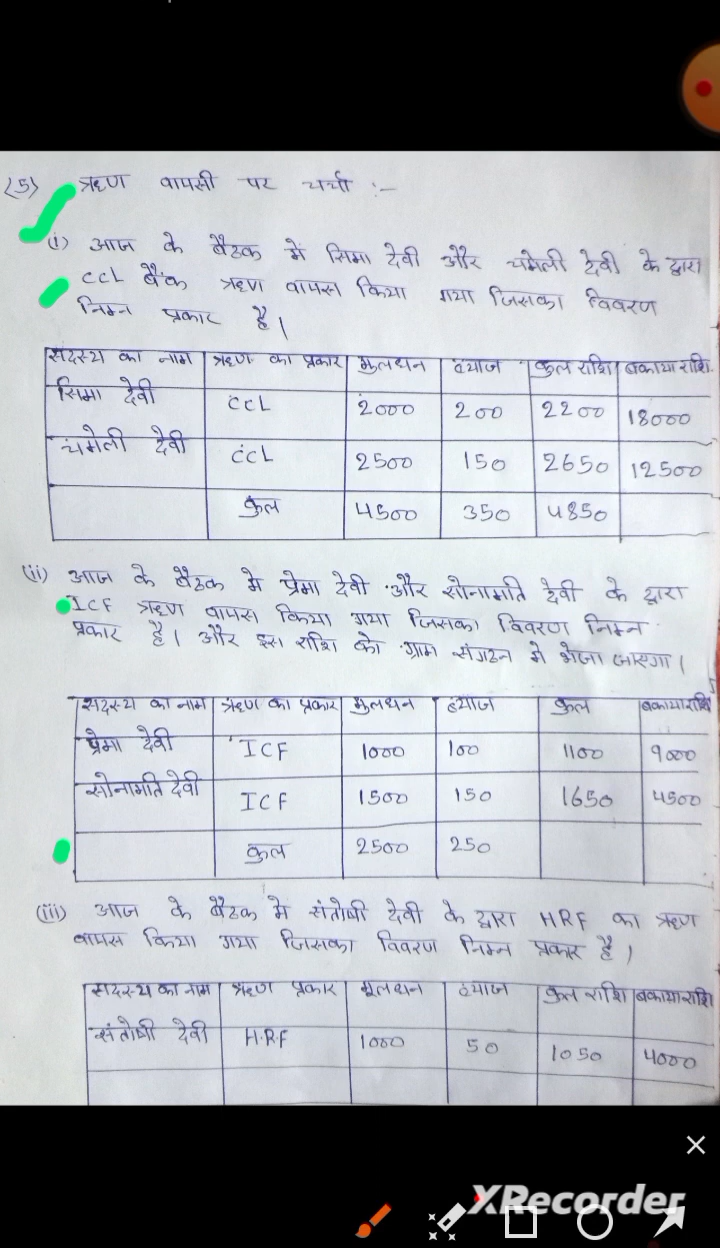 (5) ऋण वापसी पर चर्चा :-
(i) आज के बैठक में सिमा देवी और चमेली देवी के द्वारा
CCL बैंक ऋण वापस किया गया जिसका विवरण
निम्न प्रकार है।
सदस्य का नाम ऋण का प्रकार मुलधन ब्याज कुल राशि बकाया राशि
सिमा देवी CCL 2000 200 2200 18000
चमेली देवी CCL 2500 150 2650 12500
कुल 4500 350 4850
(ii) आज के बैठक मे प्रेमा देवी और सोनामति देवी के द्वारा
ICF ऋण वापस किया गया जिसका विवरण निम्न
प्रकार है। और इस राशि को ग्राम संगठन मे भेजा जाएगा।
सदस्य का नाम ऋण का प्रकार मुलधन ब्याज कुल बकाया राशि
प्रेमा देवी ICF 1000 100 1100 9000
सोनामति देवी ICF 1500 150 1650 4500
कुल 2500 250
(iii) आज के बैठक मे संतोषी देवी के द्वारा HRF का ऋण
वापस किया गया जिसका विवरण निम्न प्रकार है।
सदस्य का नाम ऋण प्रकार मूलधन ब्याज कुल राशि बकाया राशि
संतोषी देवी H.R.F 1000 50 1050 4000
XRecorder